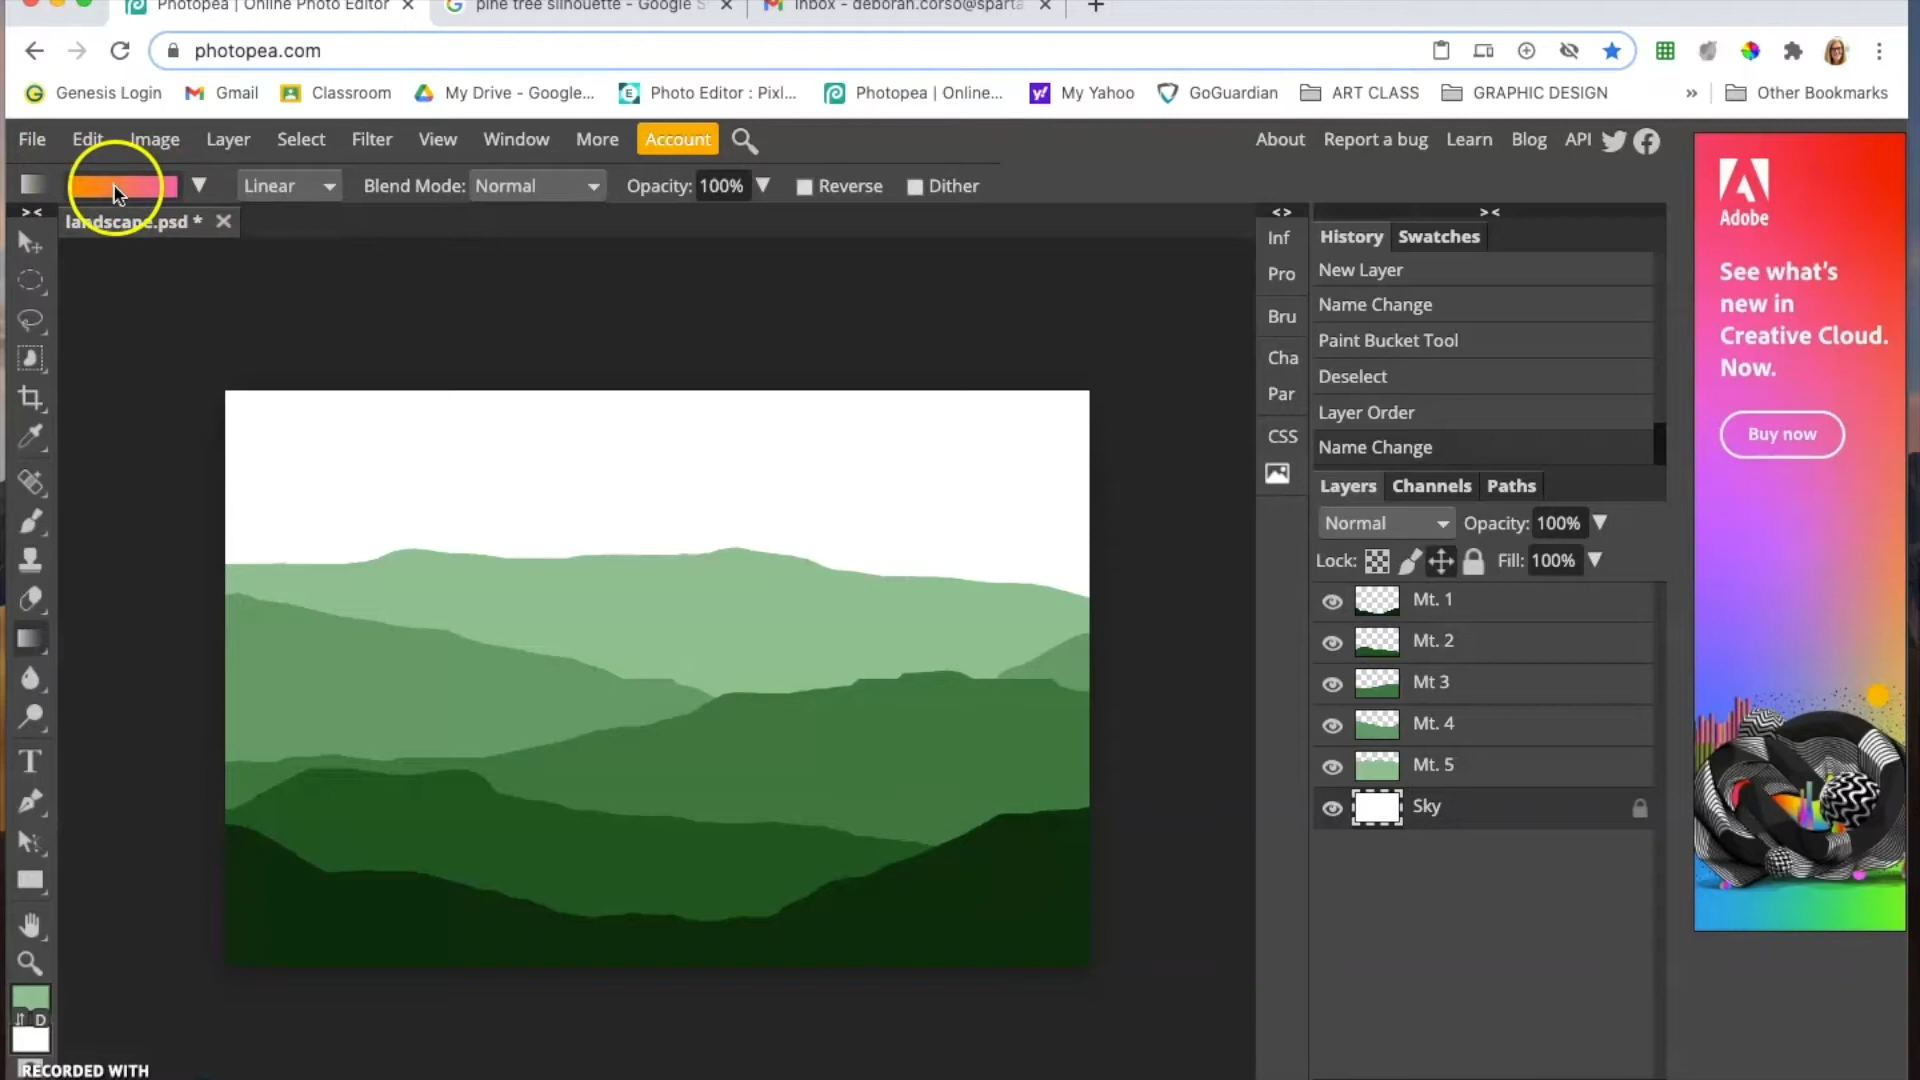 Photopea | Online Photo Editor
pine tree silhouette - Google S
Inbox - deborah.corso@sparta
photopea.com
Genesis Login
Gmail
Classroom
My Drive - Google...
Photo Editor : Pixl...
Photopea | Online...
My Yahoo
GoGuardian
ART CLASS
GRAPHIC DESIGN
»
Other Bookmarks
File Edit Image Layer Select Filter View Window More Account
About Report a bug Learn Blog API
Linear Blend Mode: Normal Opacity: 100% Reverse Dither
landscape.psd *
Inf
Pro
Bru
Cha
Par
CSS
History Swatches
New Layer
Name Change
Paint Bucket Tool
Deselect
Layer Order
Name Change
Layers Channels Paths
Normal Opacity: 100%
Lock: Fill: 100%
Mt. 1
Mt. 2
Mt 3
Mt. 4
Mt. 5
Sky
Adobe
See what's
new in
Creative Cloud.
Now.
Buy now
D
RECORDED WITH